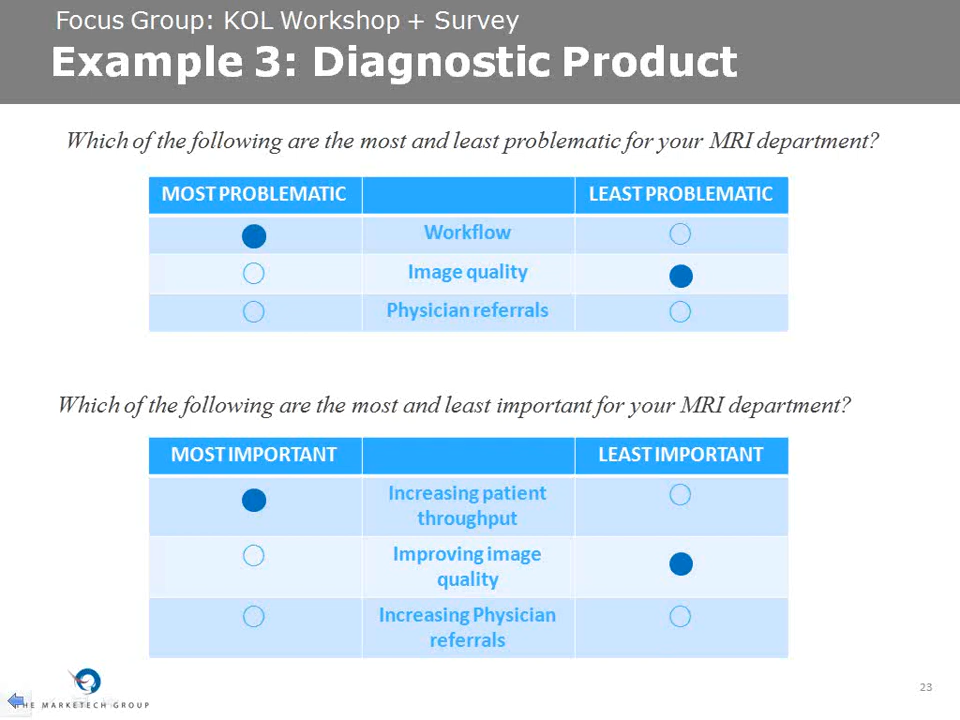 Focus Group: KOL Workshop + Survey
Example 3: Diagnostic Product
Which of the following are the most and least problematic for your MRI department?
MOST PROBLEMATIC LEAST PROBLEMATIC
Workflow
Image quality
Physician referrals
Which of the following are the most and least important for your MRI department?
MOST IMPORTANT LEAST IMPORTANT
Increasing patient
throughput
Improving image
quality
Increasing Physician
referrals
THE MARKETECH GROUP
23